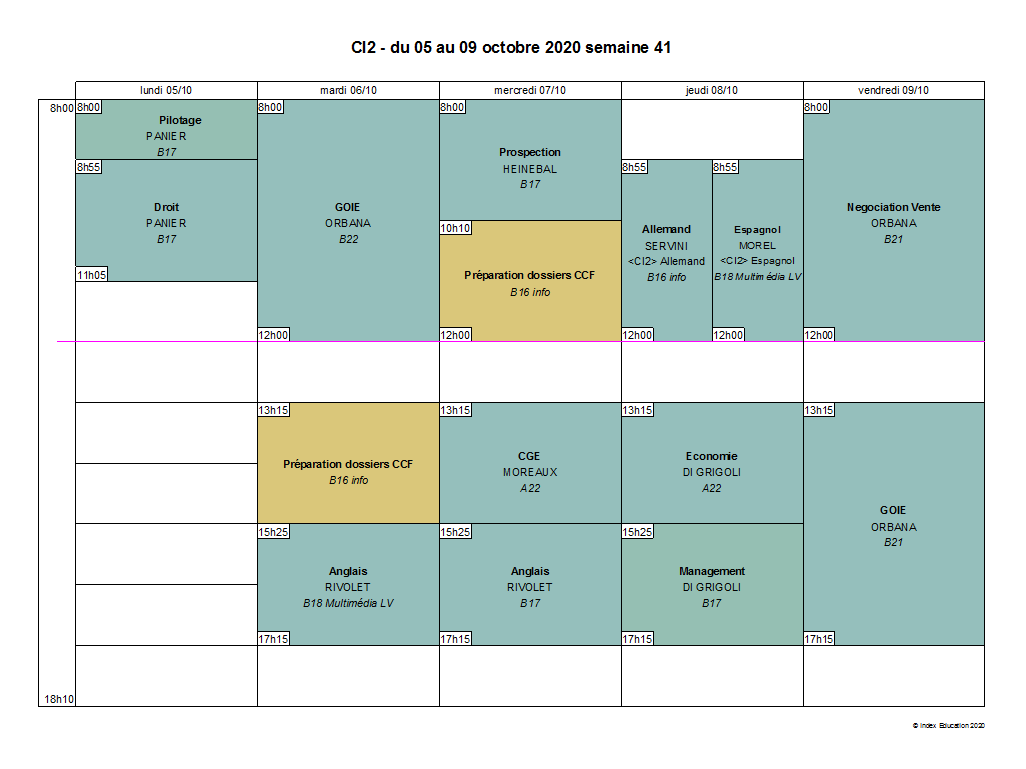 CI2 - du 05 au 09 octobre 2020 semaine 41
lundi 05/10
mardi 06/10
mercredi 07/10
jeudi 08/10
vendredi 09/10
8h00
8h00
Pilotage
PANIER
B17
8h55
Droit
PANIER
B17
11h05
8h00
GOIE
ORBANA
B22
12h00
13h15
Préparation dossiers CCF
B16 info
15h25
Anglais
RIVOLET
B18 Multimédia LV
17h15
8h00
Prospection
HEINEBAL
B17
10h10
Préparation dossiers CCF
B16 info
12h00
13h15
CGE
MOREAUX
A22
15h25
Anglais
RIVOLET
B17
17h15
8h55
Allemand
SERVINI
<CI2> Allemand
B16 info
12h00
8h55
Espagnol
MOREL
<CI2> Espagnol
B18 Multimédia LV
12h00
13h15
Economie
DI GRIGOLI
A22
15h25
Management
DI GRIGOLI
B17
17h15
8h00
Negociation Vente
ORBANA
B21
12h00
13h15
GOIE
ORBANA
B21
17h15
18h10
© Index Education 2020